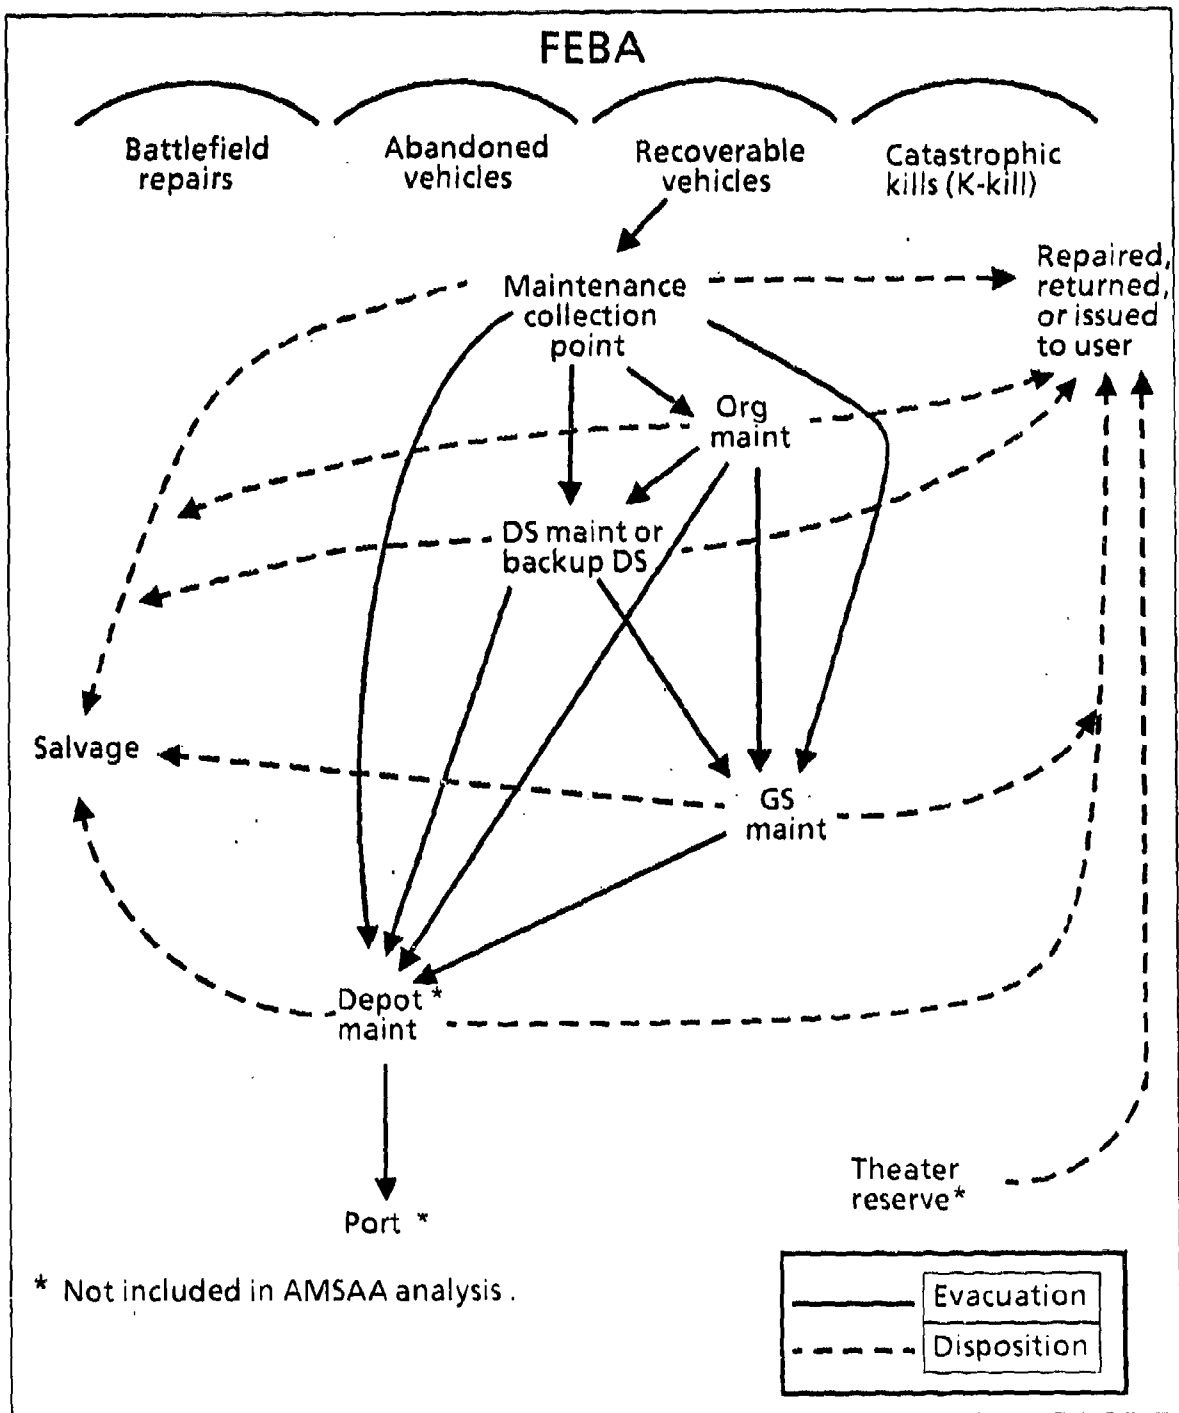 FEBA
Battlefield
repairs
Abandoned
vehicles
Recoverable
vehicles
Catastrophic
kills (K-kill)
Maintenance
collection
point
Repaired,
returned,
or issued
to user
Org
maint
DS maint or
backup DS
Salvage
GS
maint
Depot *
maint
Theater
reserve*
Port *
* Not included in AMSAA analysis.
Evacuation
Disposition